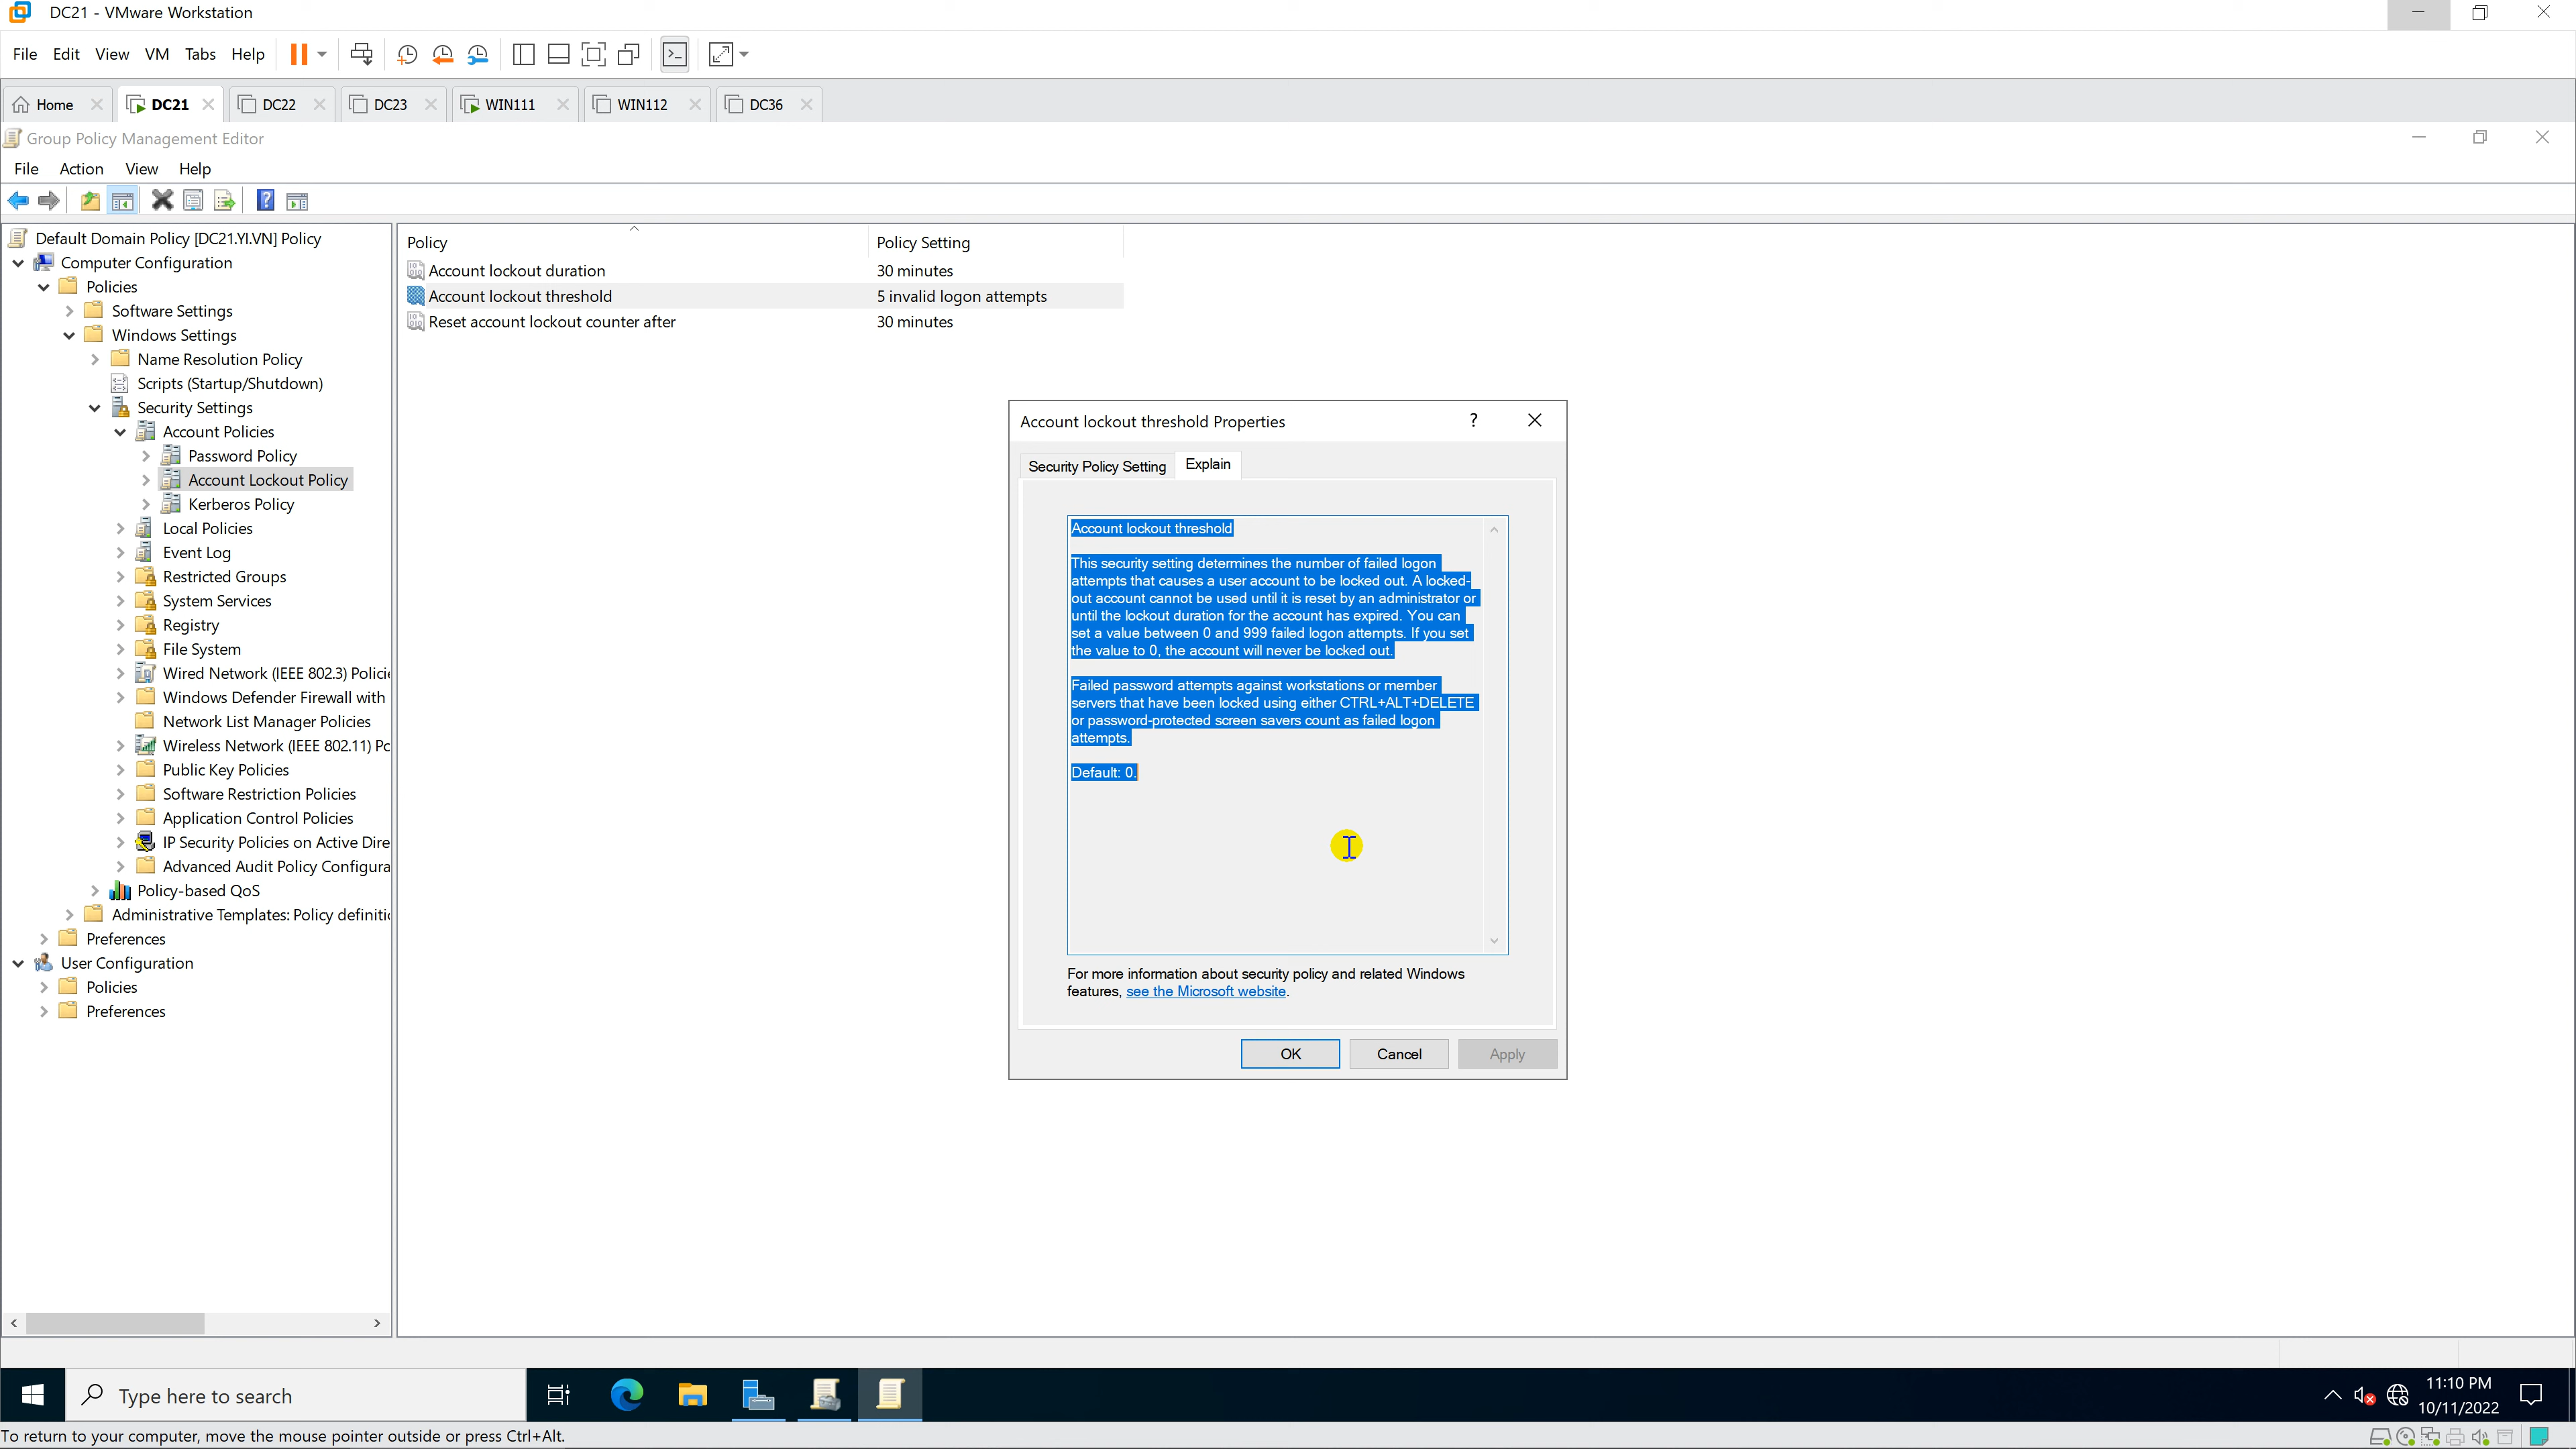 DC21 - VMware Workstation
File Edit View VM Tabs Help
Home DC21 DC22 DC23 WIN111 WIN112 DC36
Group Policy Management Editor
File Action View Help
Default Domain Policy [DC21.YI.VN] Policy
Computer Configuration
Policies
Software Settings
Windows Settings
Name Resolution Policy
Scripts (Startup/Shutdown)
Security Settings
Account Policies
Password Policy
Account Lockout Policy
Kerberos Policy
Local Policies
Event Log
Restricted Groups
System Services
Registry
File System
Wired Network (IEEE 802.3) Policie
Windows Defender Firewall with
Network List Manager Policies
Wireless Network (IEEE 802.11) Pc
Public Key Policies
Software Restriction Policies
Application Control Policies
IP Security Policies on Active Dire
Advanced Audit Policy Configura
Policy-based QoS
Administrative Templates: Policy definiti
Preferences
User Configuration
Policies
Preferences
Policy Policy Setting
Account lockout duration 30 minutes
Account lockout threshold 5 invalid logon attempts
Reset account lockout counter after 30 minutes
Account lockout threshold Properties ?
Security Policy Setting Explain
Account lockout threshold
This security setting determines the number of failed logon
attempts that causes a user account to be locked out. A locked-
out account cannot be used until it is reset by an administrator or
until the lockout duration for the account has expired. You can
set a value between 0 and 999 failed logon attempts. If you set
the value to 0, the account will never be locked out.
Failed password attempts against workstations or member
servers that have been locked using either CTRL+ALT+DELETE
or password-protected screen savers count as failed logon
attempts.
Default: 0.
For more information about security policy and related Windows
features, see the Microsoft website.
OK Cancel Apply
Type here to search
11:10 PM
10/11/2022
To return to your computer, move the mouse pointer outside or press Ctrl+Alt.